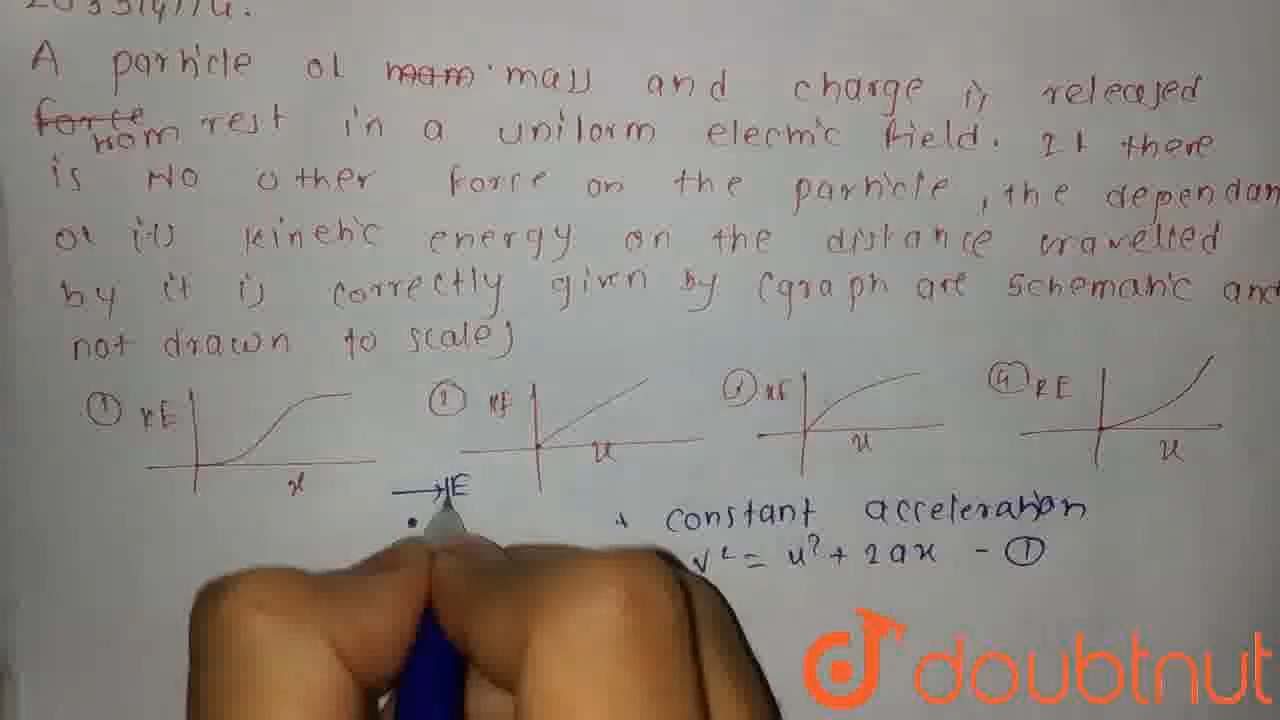 A particle of mam mass and charge is released
force from rest in a uniform electric field. If there
is No other force on the particle, the dependan
of its kinetic energy on the distance travelled
by it is correctly given by (graph are schematic and
not drawn to scale)
① KE x
② KE x
③ KE x
④ KE x
E
constant acceleration
v² = u² + 2ax - ①
doubtnut